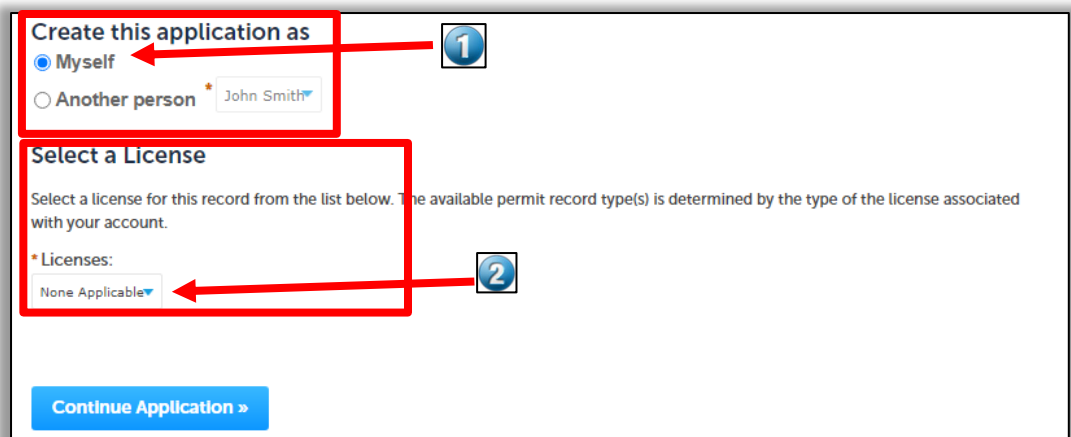 Create this application as
1
Myself
Another person * John Smith
Select a License
Select a license for this record from the list below. The available permit record type(s) is determined by the type of the license associated
with your account.
* Licenses:
2
None Applicable
Continue Application »